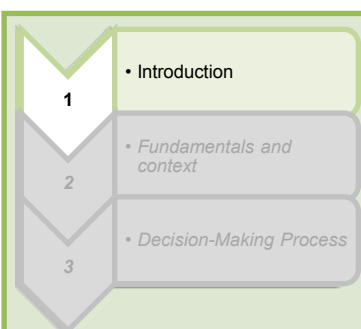 1
• Introduction
2
• Fundamentals and
context
3
• Decision-Making Process